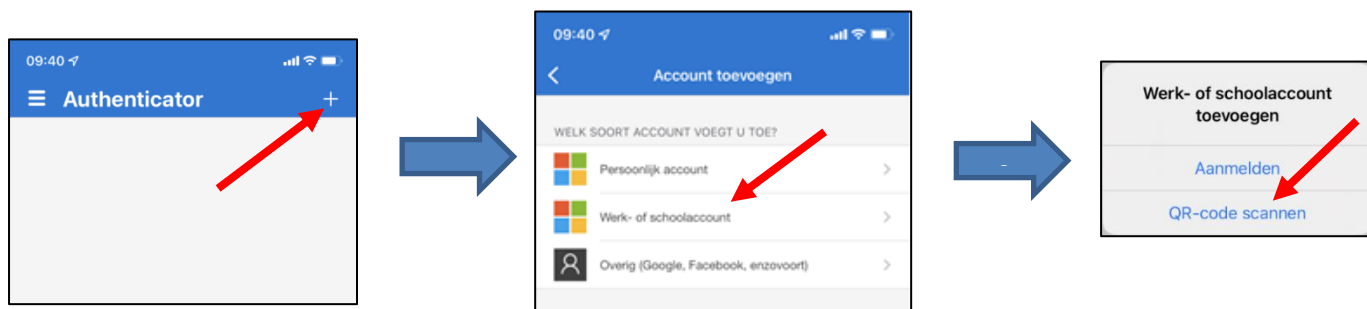 09:40
Authenticator
09:40
Account toevoegen
WELK SOORT ACCOUNT VOEGT U TOE?
Persoonlijk account
Werk- of schoolaccount
Overig (Google, Facebook, enzovoort)
Werk- of schoolaccount
toevoegen
Aanmelden
QR-code scannen